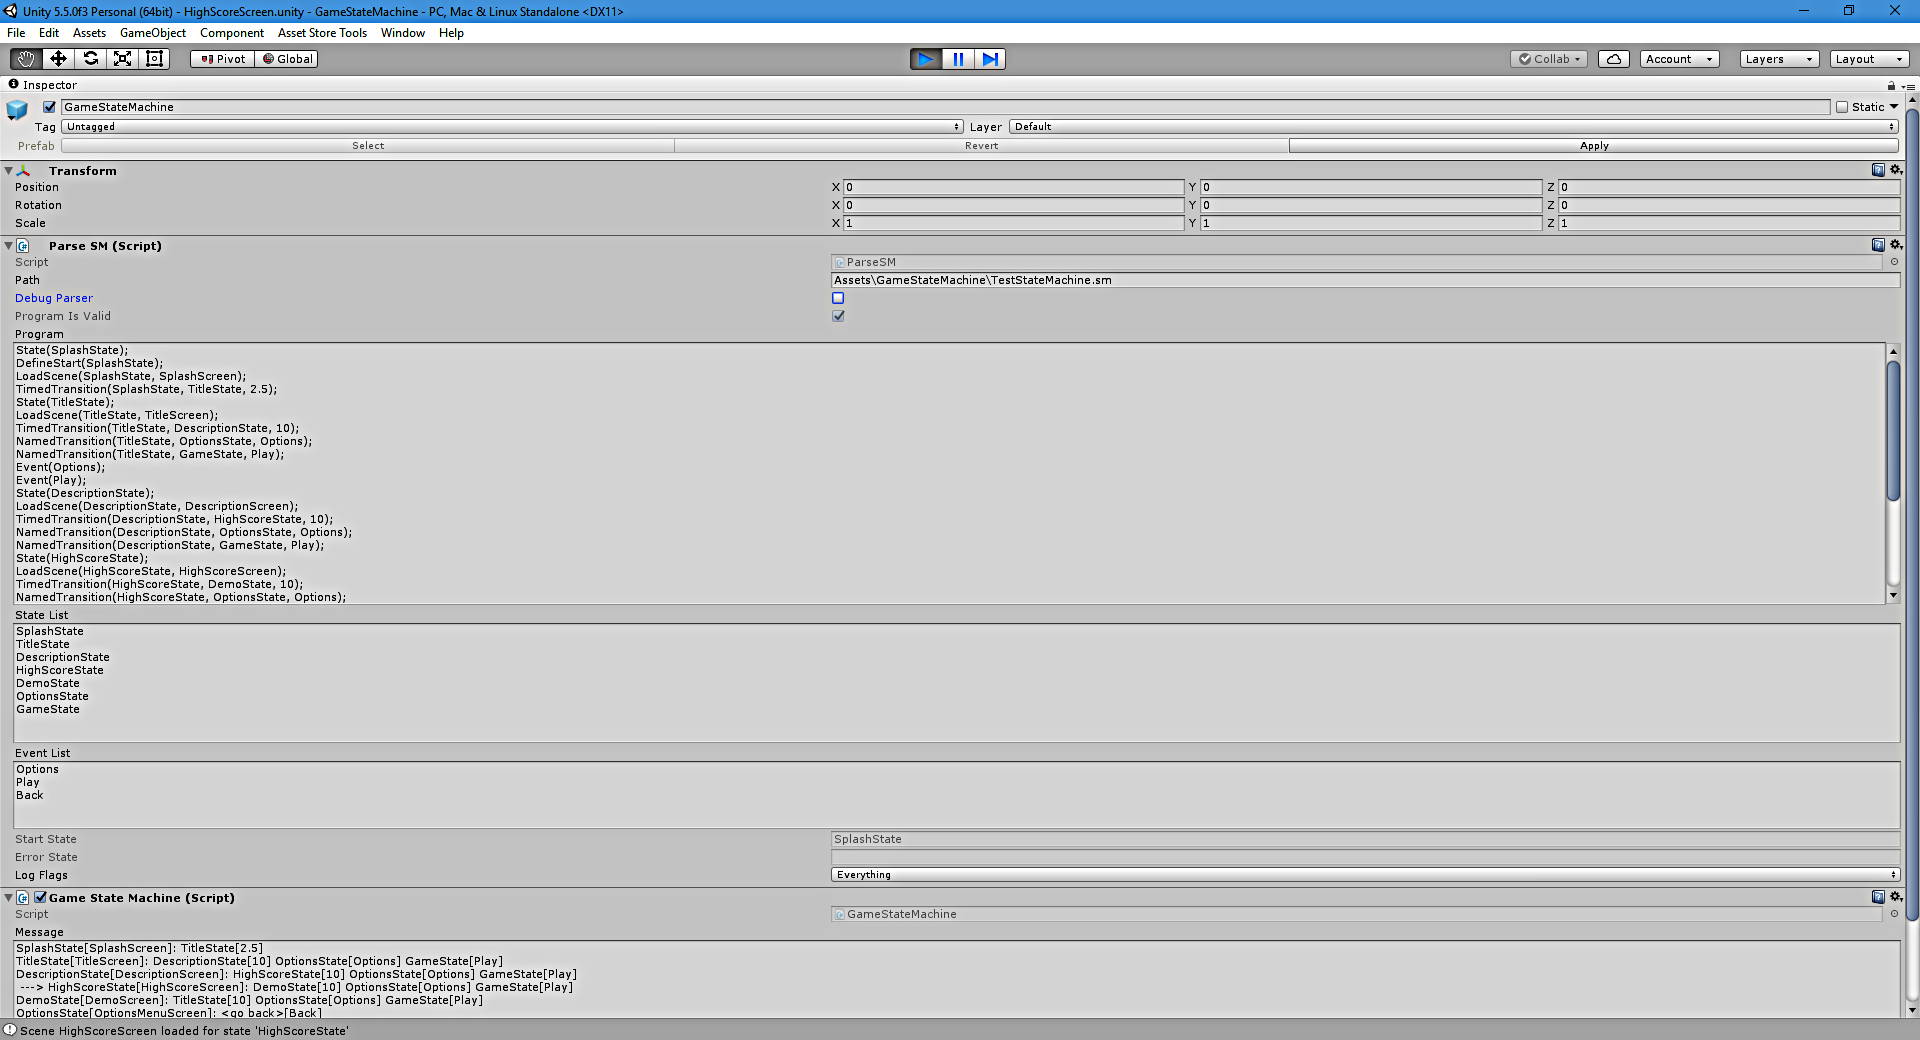 Unity 5.5.0f3 Personal (64bit) - HighScoreScreen.unity - GameStateMachine - PC, Mac & Linux Standalone <DX11>
File Edit Assets GameObject Component Asset Store Tools Window Help
Pivot Global Collab Account Layers Layout
Inspector
GameStateMachine Static
Tag Untagged Layer Default
Prefab Select Revert Apply
Transform
Position X 0 Y 0 Z 0
Rotation X 0 Y 0 Z 0
Scale X 1 Y 1 Z 1
Parse SM (Script)
Script ParseSM
Path Assets\GameStateMachine\TestStateMachine.sm
Debug Parser
Program Is Valid
Program
State(SplashState);
DefineStart(SplashState);
LoadScene(SplashState, SplashScreen);
TimedTransition(SplashState, TitleState, 2.5);
State(TitleState);
LoadScene(TitleState, TitleScreen);
TimedTransition(TitleState, DescriptionState, 10);
NamedTransition(TitleState, OptionsState, Options);
NamedTransition(TitleState, GameState, Play);
Event(Options);
Event(Play);
State(DescriptionState);
LoadScene(DescriptionState, DescriptionScreen);
TimedTransition(DescriptionState, HighScoreState, 10);
NamedTransition(DescriptionState, OptionsState, Options);
NamedTransition(DescriptionState, GameState, Play);
State(HighScoreState);
LoadScene(HighScoreState, HighScoreScreen);
TimedTransition(HighScoreState, DemoState, 10);
NamedTransition(HighScoreState, OptionsState, Options);
State List
SplashState
TitleState
DescriptionState
HighScoreState
DemoState
OptionsState
GameState
Event List
Options
Play
Back
Start State SplashState
Error State
Log Flags Everything
Game State Machine (Script)
Script GameStateMachine
Message
SplashState[SplashScreen]: TitleState[2.5]
TitleState[TitleScreen]: DescriptionState[10] OptionsState[Options] GameState[Play]
DescriptionState[DescriptionScreen]: HighScoreState[10] OptionsState[Options] GameState[Play]
---> HighScoreState[HighScoreScreen]: DemoState[10] OptionsState[Options] GameState[Play]
DemoState[DemoScreen]: TitleState[10] OptionsState[Options] GameState[Play]
OptionsState[OptionsMenuScreen]: <go back>[Back]
Scene HighScoreScreen loaded for state 'HighScoreState'